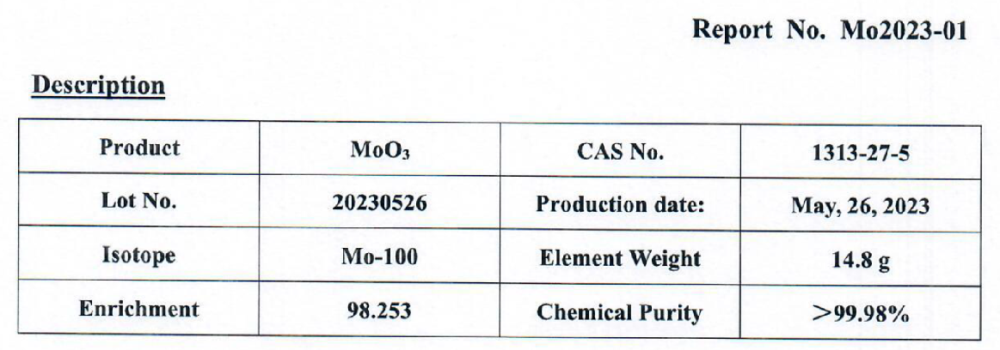 Report No. Mo2023-01
Description
Product MoO₃ CAS No. 1313-27-5
Lot No. 20230526 Production date: May, 26, 2023
Isotope Mo-100 Element Weight 14.8 g
Enrichment 98.253 Chemical Purity >99.98%